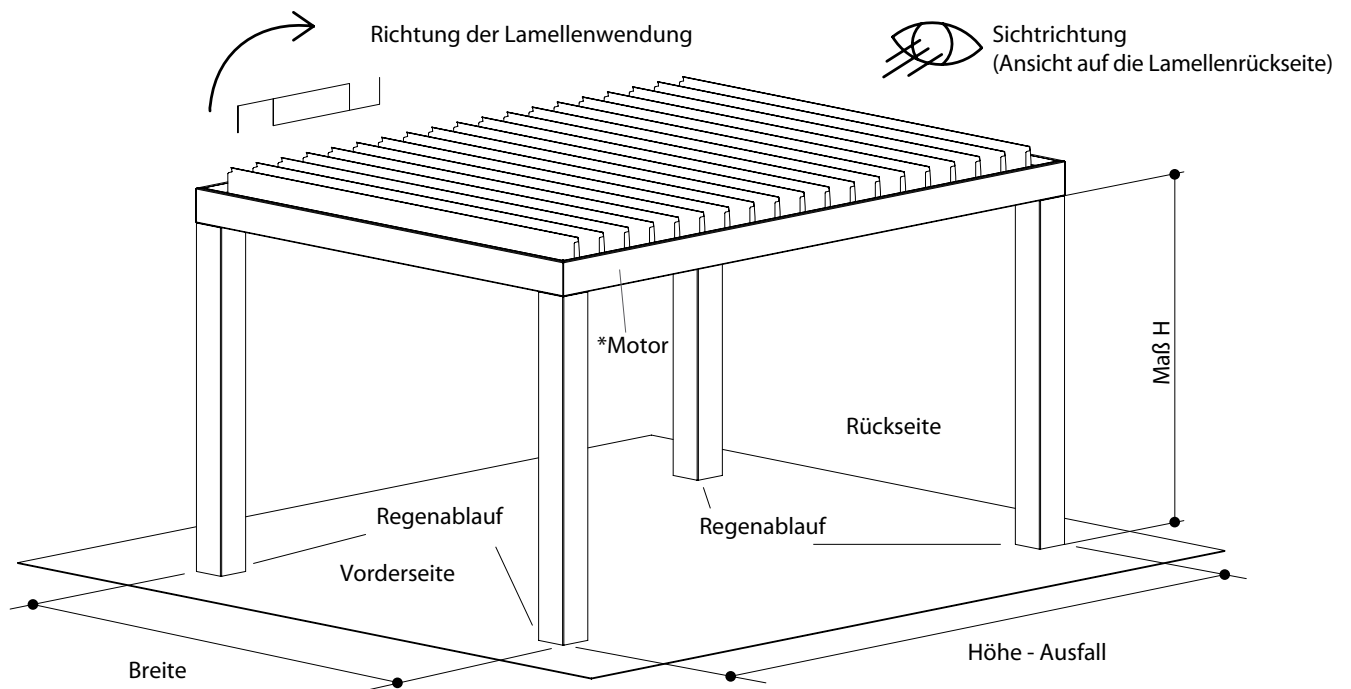 Richtung der Lamellenwendung
Sichtrichtung
(Ansicht auf die Lamellenrückseite)
*Motor
Maß H
Rückseite
Regenablauf
Regenablauf
Vorderseite
Höhe - Ausfall
Breite